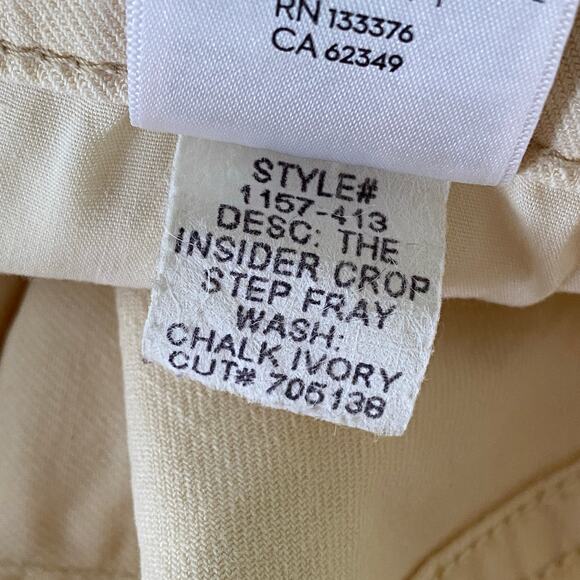 RN 133376
CA 62349
STYLE#
1157-413
DESC: THE
INSIDER CROP
STEP FRAY
WASH:
CHALK IVORY
CUT# 705138